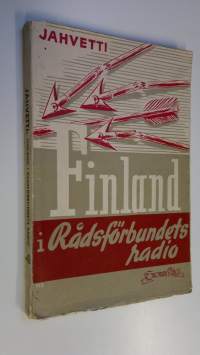 JAHVETTI
Finland
i Rådsförbundets
radio